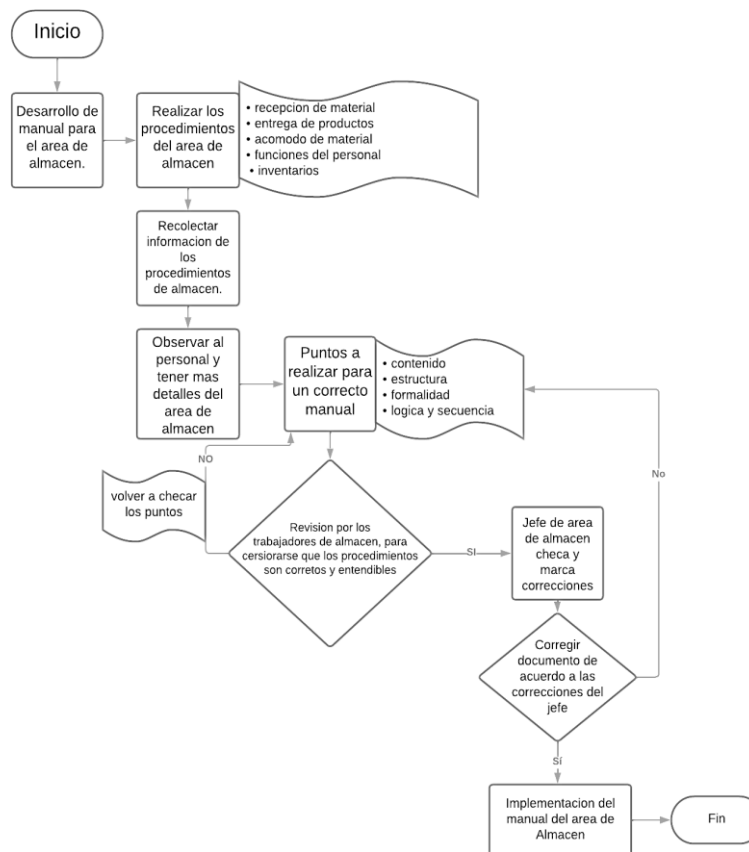 Inicio
Desarrollo de
manual para
el area de
almacen.
Realizar los
procedimientos
del area de
almacen
• recepcion de material
• entrega de productos
• acomodo de material
• funciones del personal
• inventarios
Recolectar
informacion de
los
procedimientos
de almacen.
Observar al
personal y
tener mas
detalles del
area de
almacen
Puntos a
realizar para
un correcto
manual
• contenido
• estructura
• formalidad
• logica y secuencia
NO
volver a checar
los puntos
Revision por los
trabajadores de almacen, para
cersiorarse que los procedimientos
son corretos y entendibles
SI
Jefe de area
de almacen
checa y
marca
correcciones
No
Corregir
documento de
acuerdo a las
correcciones del
jefe
Sí
Implementacion del
manual del area de
Almacen
Fin